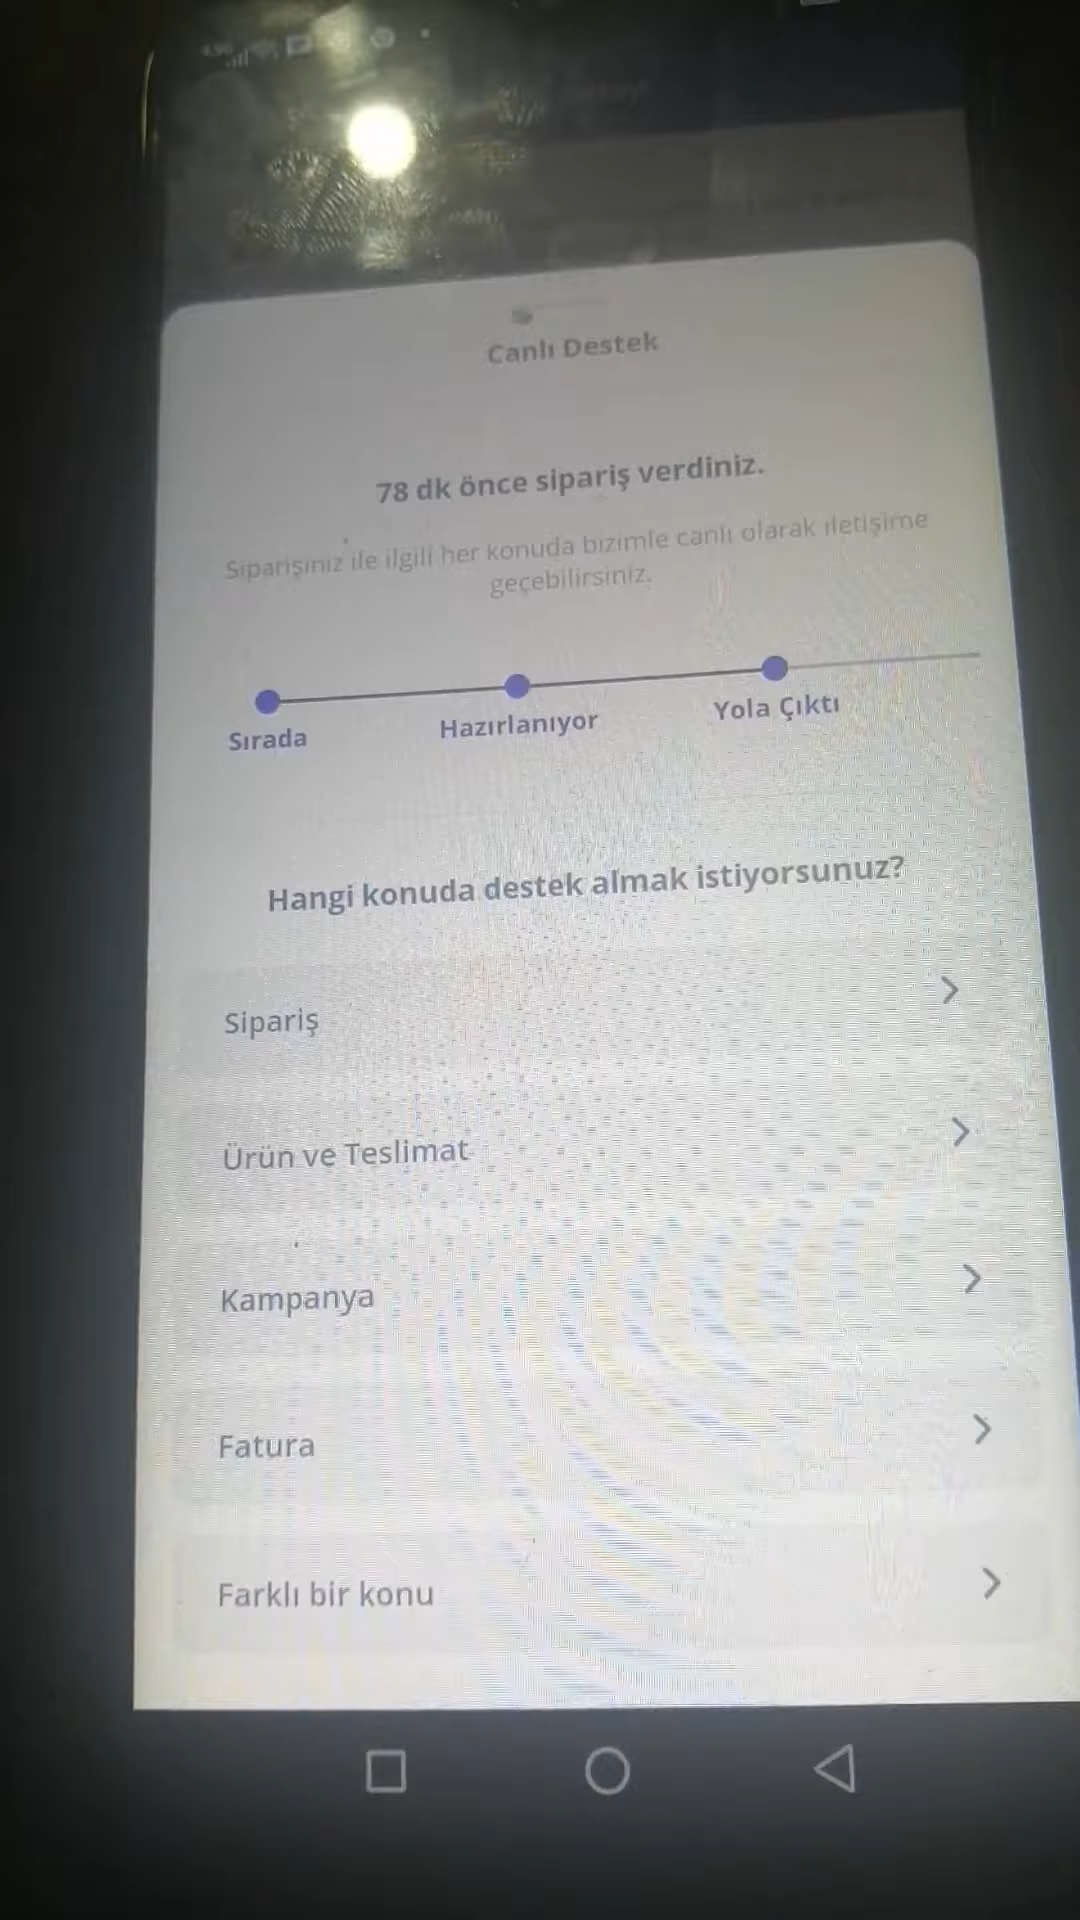 Canlı Destek
78 dk önce sipariş verdiniz.
Siparişiniz ile ilgili her konuda bizimle canlı olarak iletişime
geçebilirsiniz.
Sırada
Hazırlanıyor
Yola Çıktı
Hangi konuda destek almak istiyorsunuz?
Sipariş
Ürün ve Teslimat
Kampanya
Fatura
Farklı bir konu